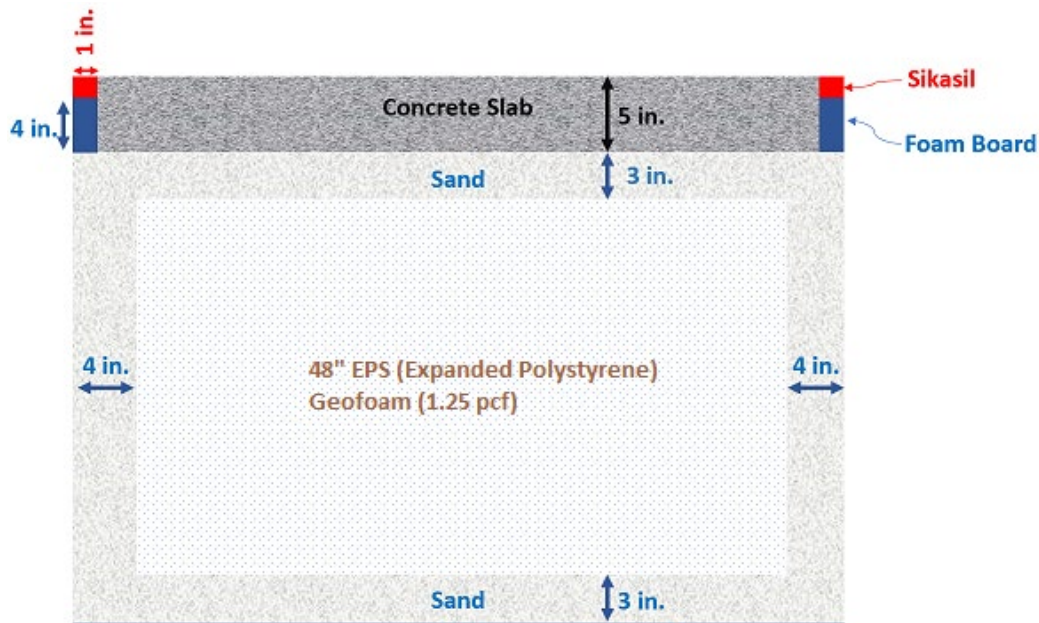 1 in.
Sikasil
Concrete Slab
5 in.
4 in.
Foam Board
Sand
3 in.
4 in.
48" EPS (Expanded Polystyrene)
Geofoam (1.25 pcf)
4 in.
Sand
3 in.